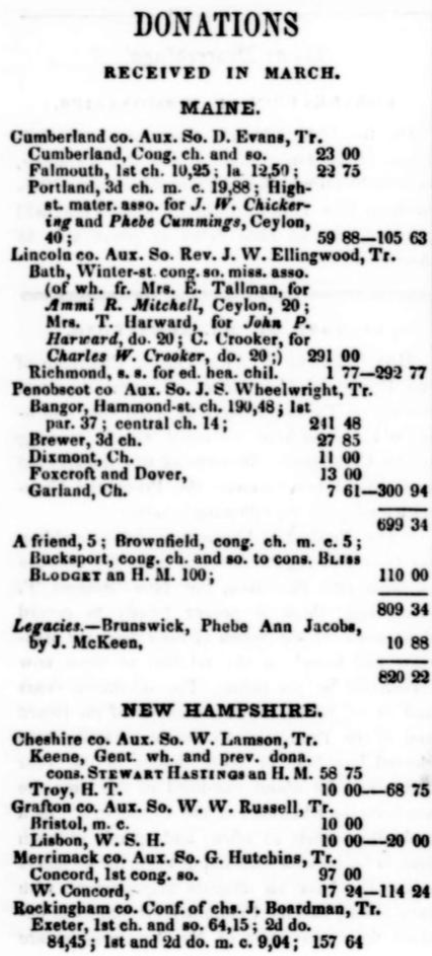 DONATIONS
RECEIVED IN MARCH.
MAINE.
Cumberland co. Aux. So. D. Evans, Tr.
Cumberland, Cong. ch. and so. 23 00
Falmouth, 1st ch. 10,25; la 12,50; 22 75
Portland, 3d ch. m. c. 19,88; High-
st. mater. asso. for J. W. Chicker-
ing and Phebe Cummings, Ceylon,
40; 59 88—105 63
Lincoln co. Aux. So. Rev. J. W. Ellingwood, Tr.
Bath, Winter-st. cong. so. miss. asso.
(of wh. fr. Mrs. E. Tallman, for
Ammi R. Mitchell, Ceylon, 20;
Mrs. T. Harward, for John P.
Harward, do. 20; C. Crooker, for
Charles W. Crooker, do. 20;) 291 00
Richmond, s. s. for ed. hea. chil. 1 77—292 77
Penobscot co Aux. So. J. S. Wheelwright, Tr.
Bangor, Hammond-st. ch. 190,48; 1st
par. 37; central ch. 14; 241 48
Brewer, 3d ch. 27 85
Dixmont, Ch. 11 00
Foxcroft and Dover, 13 00
Garland, Ch. 7 61—300 94
699 34
A friend, 5; Brownfield, cong. ch. m. c. 5;
Bucksport, cong. ch. and so. to cons. BLISS
BLODGET an H. M. 100; 110 00
809 34
Legacies.—Brunswick, Phebe Ann Jacobs,
by J. McKeen, 10 88
820 22
NEW HAMPSHIRE.
Cheshire co. Aux. So. W. Lamson, Tr.
Keene, Gent. wh. and prev. dona.
cons. STEWART HASTINGS an H. M. 58 75
Troy, H. T. 10 00—68 75
Grafton co. Aux. So. W. W. Russell, Tr.
Bristol, m. c. 10 00
Lisbon, W. S. H. 10 00—20 00
Merrimack co. Aux. So. G. Hutchins, Tr.
Concord, 1st cong. so. 97 00
W. Concord, 17 24—114 24
Rockingham co. Conf. of chs. J. Boardman, Tr.
Exeter, 1st ch. and so. 64,15; 2d do.
84,45; 1st and 2d do. m. c. 9,04; 157 64